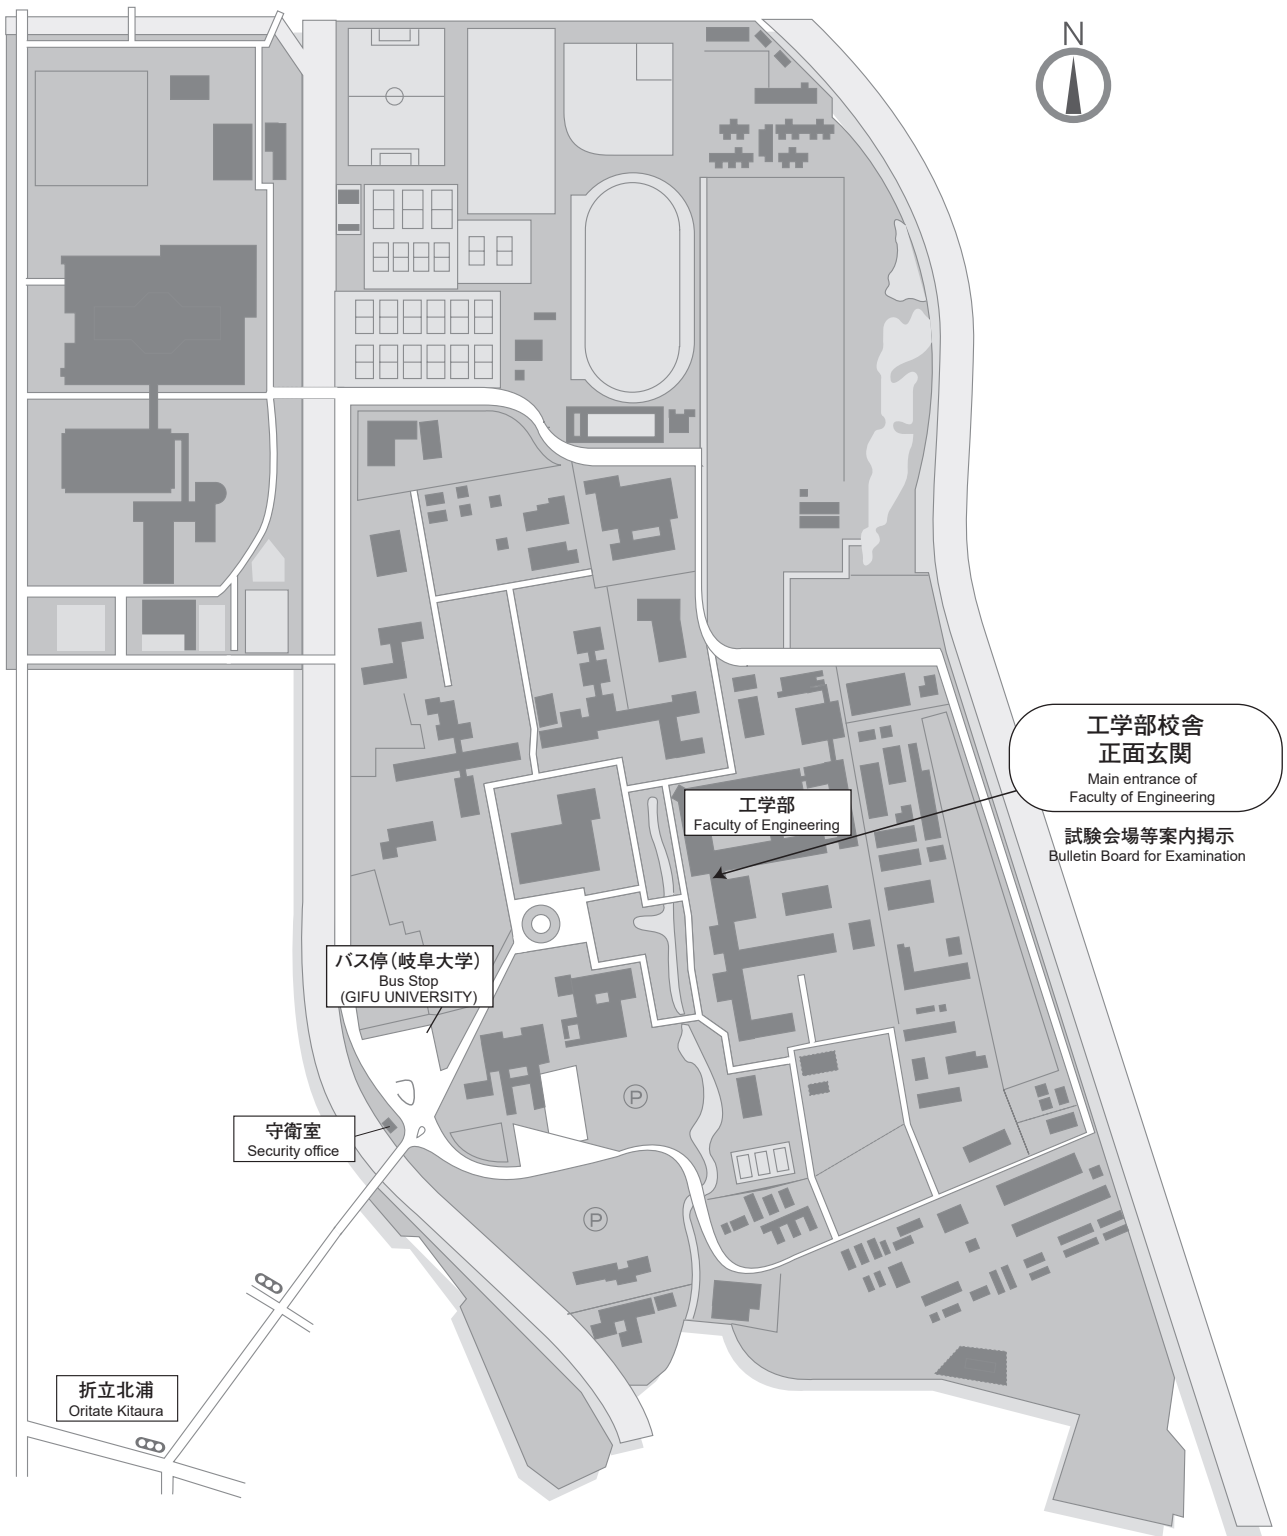 N
工学部校舎
正面玄関
Main entrance of
Faculty of Engineering
工学部
Faculty of Engineering
試験会場等案内掲示
Bulletin Board for Examination
バス停（岐阜大学）
Bus Stop
(GIFU UNIVERSITY)
P
守衛室
Security office
P
折立北浦
Oritate Kitaura